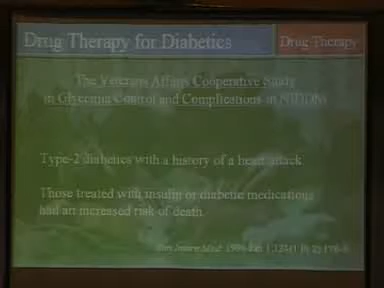 Drug Therapy for Diabetics
Drug Therapy
The Veterans Affairs Cooperative Study
in Glycemic Control and Complications in NIDDM
Type-2 diabetics with a history of a heart attack.
Those treated with insulin or diabetic medications
had an increased risk of death.